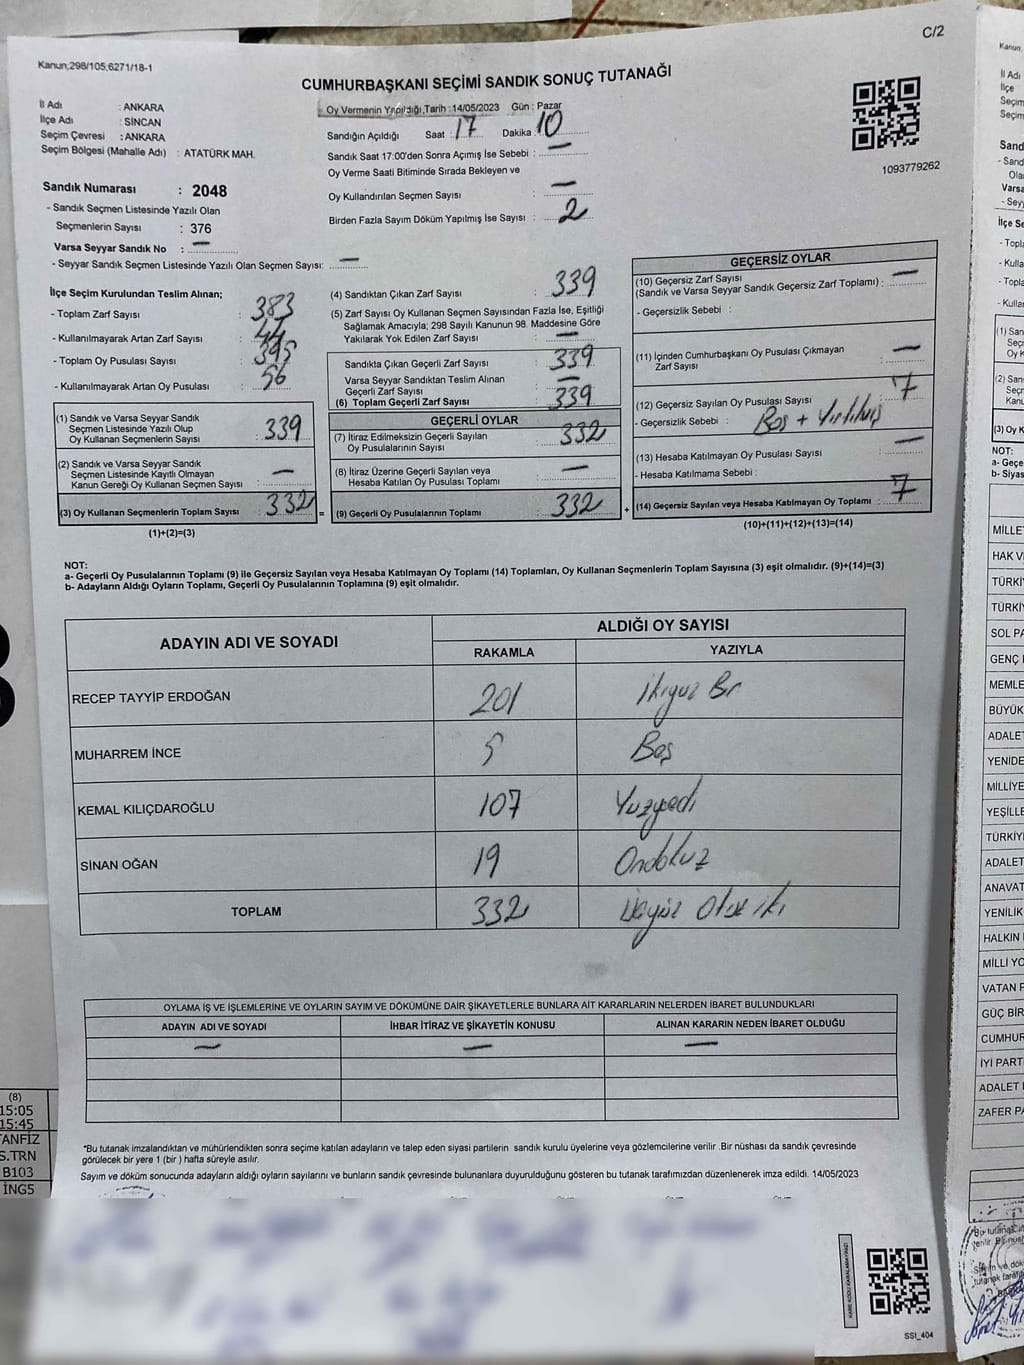 C/2
Kanun;298/105,6271/18-1
CUMHURBAŞKANI SEÇİMİ SANDIK SONUÇ TUTANAĞI
İl Adı : ANKARA
İlçe Adı : SİNCAN
Seçim Çevresi : ANKARA
Seçim Bölgesi (Mahalle Adı) : ATATÜRK MAH.
Oy Vermenin Yapıldığı,Tarih :14/05/2023 Gün : Pazar
Sandığın Açıldığı Saat : 17 Dakika : 10
Sandık Saat 17:00'den Sonra Açımış İse Sebebi : —
Oy Verme Saati Bitiminde Sırada Bekleyen ve
Oy Kullandırılan Seçmen Sayısı : —
Birden Fazla Sayım Döküm Yapılmış İse Sayısı : 2
1093779262
Sandık Numarası : 2048
- Sandık Seçmen Listesinde Yazılı Olan
Seçmenlerin Sayısı : 376
Varsa Seyyar Sandık No : —
- Seyyar Sandık Seçmen Listesinde Yazılı Olan Seçmen Sayısı: —
İlçe Seçim Kurulundan Teslim Alınan;
- Toplam Zarf Sayısı : 383
- Kullanılmayarak Artan Zarf Sayısı : 44
- Toplam Oy Pusulası Sayısı : 395
- Kullanılmayarak Artan Oy Pusulası : 56
(1) Sandık ve Varsa Seyyar Sandık
Seçmen Listesinde Yazılı Olup
Oy Kullanan Seçmenlerin Sayısı : 339
(2) Sandık ve Varsa Seyyar Sandık
Seçmen Listesinde Kayıtlı Olmayan
Kanun Gereği Oy Kullanan Seçmen Sayısı : —
(3) Oy Kullanan Seçmenlerin Toplam Sayısı : 332
(1)+(2)=(3)
(4) Sandıktan Çıkan Zarf Sayısı : 339
(5) Zarf Sayısı Oy Kullanan Seçmen Sayısından Fazla İse, Eşitliği
Sağlamak Amacıyla; 298 Sayılı Kanunun 98. Maddesine Göre
Yakılarak Yok Edilen Zarf Sayısı : —
Sandıkta Çıkan Geçerli Zarf Sayısı : 339
Varsa Seyyar Sandıktan Teslim Alınan
Geçerli Zarf Sayısı : —
(6) Toplam Geçerli Zarf Sayısı : 339
GEÇERLİ OYLAR
(7) İtiraz Edilmeksizin Geçerli Sayılan
Oy Pusulalarının Sayısı : 332
(8) İtiraz Üzerine Geçerli Sayılan veya
Hesaba Katılan Oy Pusulası Toplamı : —
= (9) Geçerli Oy Pusulalarının Toplamı : 332 +
GEÇERSİZ OYLAR
(10) Geçersiz Zarf Sayısı
(Sandık ve Varsa Seyyar Sandık Geçersiz Zarf Toplamı) : —
- Geçersizlik Sebebi :
(11) İçinden Cumhurbaşkanı Oy Pusulası Çıkmayan
Zarf Sayısı : —
(12) Geçersiz Sayılan Oy Pusulası Sayısı : 7
- Geçersizlik Sebebi : Boş + Yırtılmış
(13) Hesaba Katılmayan Oy Pusulası Sayısı : —
- Hesaba Katılmama Sebebi :
(14) Geçersiz Sayılan veya Hesaba Katılmayan Oy Toplamı : 7
(10)+(11)+(12)+(13)=(14)
NOT:
a- Geçerli Oy Pusulalarının Toplamı (9) ile Geçersiz Sayılan veya Hesaba Katılmayan Oy Toplamı (14) Toplamları, Oy Kullanan Seçmenlerin Toplam Sayısına (3) eşit olmalıdır. (9)+(14)=(3)
b- Adayların Aldığı Oyların Toplamı, Geçerli Oy Pusulalarının Toplamına (9) eşit olmalıdır.
ADAYIN ADI VE SOYADI ALDIĞI OY SAYISI
RAKAMLA YAZIYLA
RECEP TAYYİP ERDOĞAN 201 İkiyüz Bir
MUHARREM İNCE 5 Beş
KEMAL KILIÇDAROĞLU 107 Yüzyedi
SİNAN OĞAN 19 Ondokuz
TOPLAM 332 Üçyüz Otuz iki
OYLAMA İŞ VE İŞLEMLERİNE VE OYLARIN SAYIM VE DÖKÜMÜNE DAİR ŞİKAYETLERLE BUNLARA AİT KARARLARIN NELERDEN İBARET BULUNDUKLARI
ADAYIN ADI VE SOYADI İHBAR İTİRAZ VE ŞİKAYETİN KONUSU ALINAN KARARIN NEDEN İBARET OLDUĞU
— — —
*Bu tutanak imzalandıktan ve mühürlendikten sonra seçime katılan adayların ve talep eden siyasi partilerin sandık kurulu üyelerine veya gözlemcilerine verilir .Bir nüshası da sandık çevresinde
görülecek bir yere 1 (bir ) hafta süreyle asılır.
Sayım ve döküm sonucunda adayların aldığı oyların sayılarını ve bunların sandık çevresinde bulunanlara duyurulduğunu gösteren bu tutanak tarafımızdan düzenlenerek imza edildi. 14/05/2023
SSI_404
(8)
15:05
15:45
S.TRN
B103
İNG5
Kanun
İl Adı
İlçe
Seçim
Seçim
NOT:
MİLLET
HAK V
TÜRKİY
TÜRKİY
SOL PA
GENÇ
MEMLE
BÜYÜK
ADALET
YENİDE
MİLLİYE
YEŞİLLE
TÜRKİY
ADALET
ANAVAT
YENİLİK
HALKIN
MİLLİ YO
VATAN P
GÜÇ BİR
CUMHUR
İYİ PART
ADALET
ZAFER PA